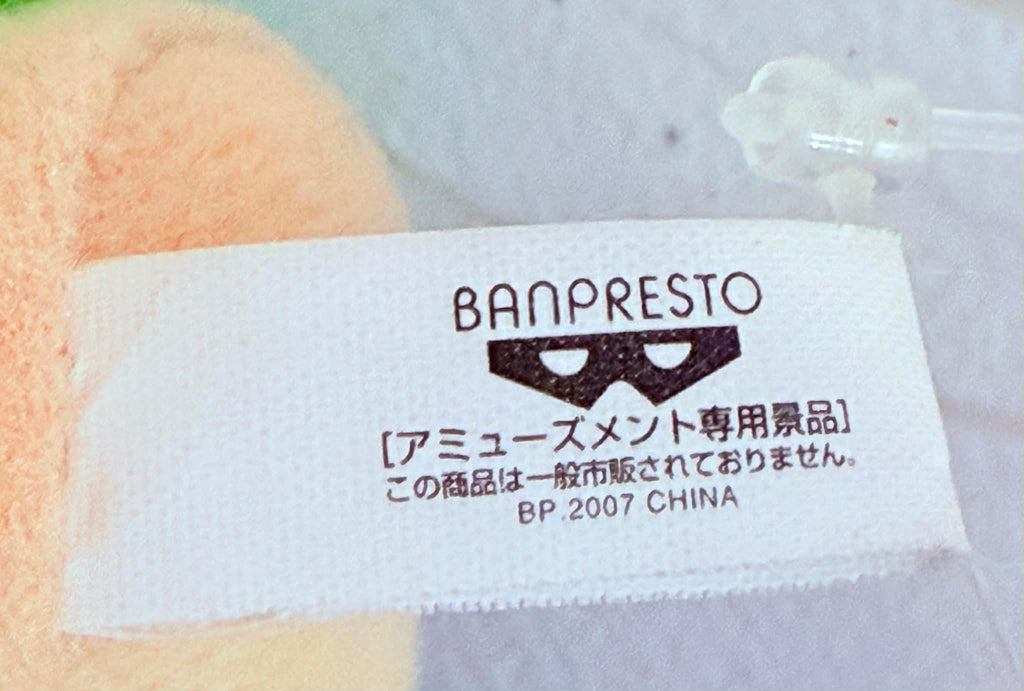 BANPRESTO
[アミューズメント専用景品]
この商品は一般市販されておりません。
BP.2007 CHINA